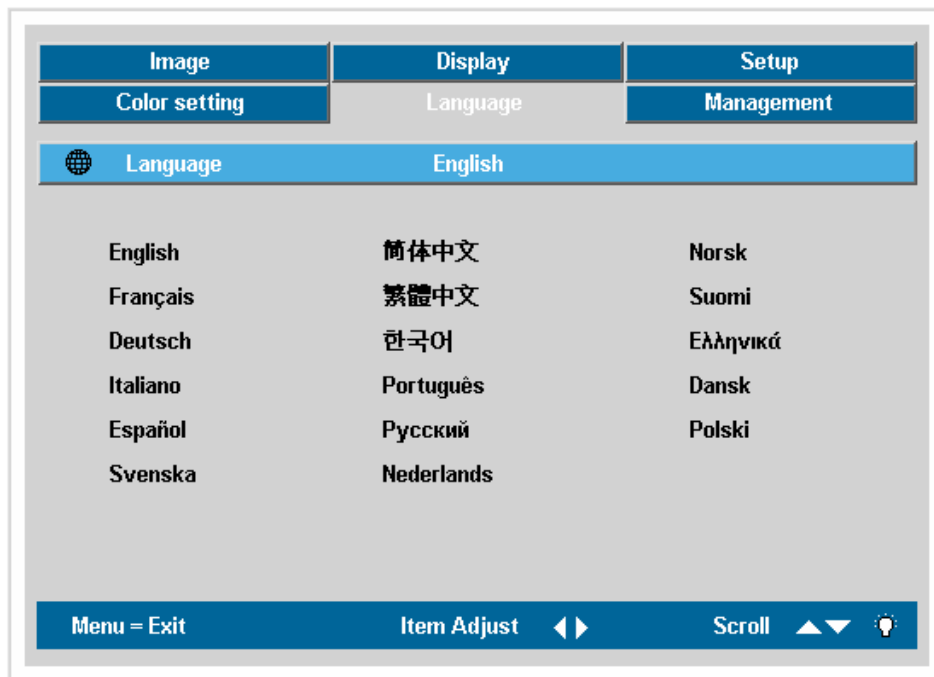 Image Display Setup
Color setting Language Management
Language English
English 简体中文 Norsk
Français 繁體中文 Suomi
Deutsch 한국어 Ελληνικά
Italiano Português Dansk
Español Русский Polski
Svenska Nederlands
Menu = Exit Item Adjust Scroll